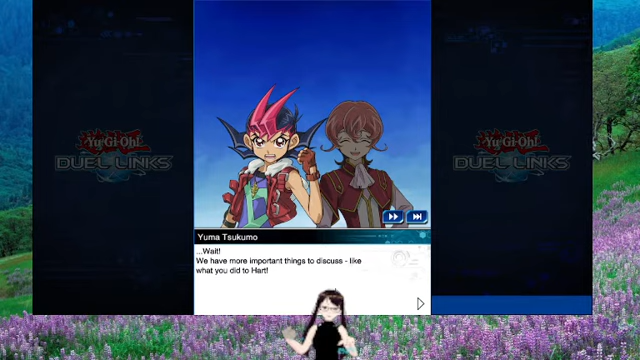 Yu-Gi-Oh!
DUEL LINKS
Yu-Gi-Oh!
DUEL LINKS
Yuma Tsukumo
...Wait!
We have more important things to discuss - like
what you did to Hart!